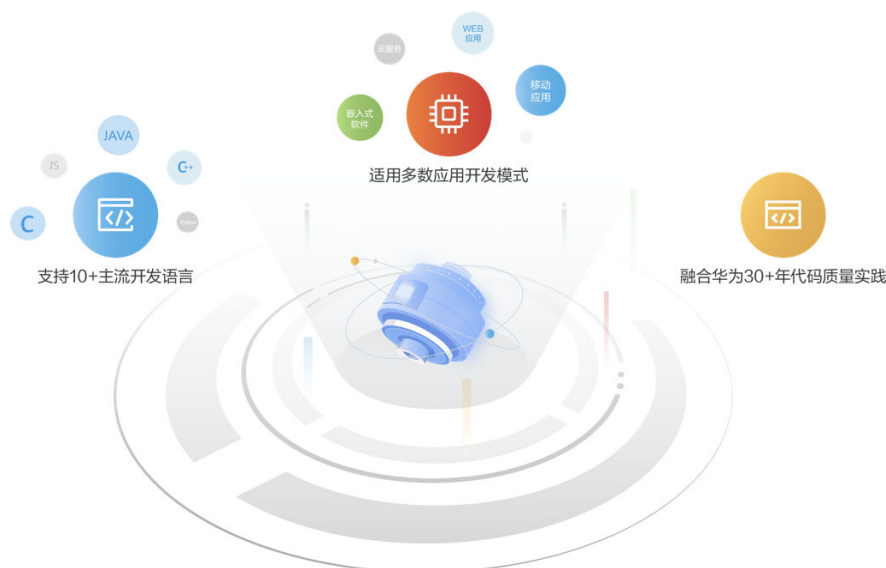 WEB
应用
云服务
移动
应用
嵌入式
软件
适用多数应用开发模式
JAVA
JS
C++
C
Python
支持10+主流开发语言
融合华为30+年代码质量实践